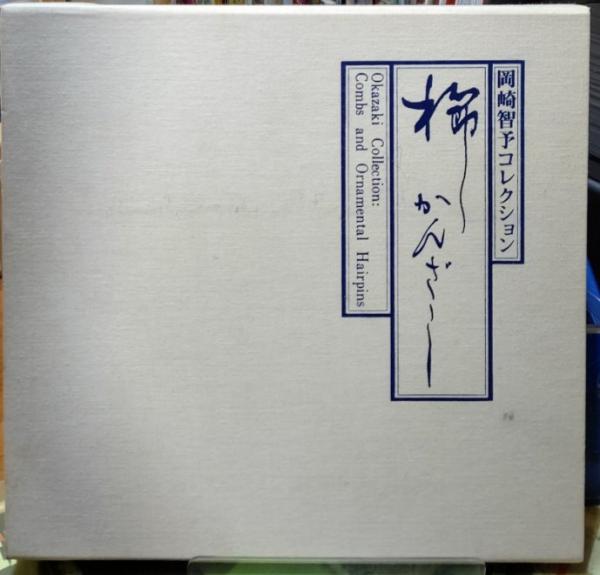 岡崎智予コレクション
櫛かんざし
Okazaki Collection:
Combs and Ornamental Hairpins